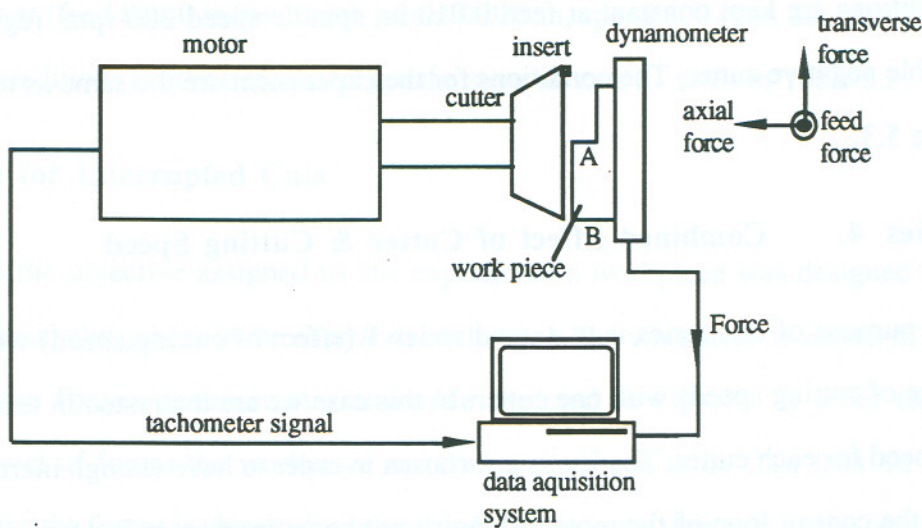 motor
insert
dynamometer
transverse
force
cutter
axial
force
feed
force
A
B
work piece
Force
tachometer signal
data aquisition
system